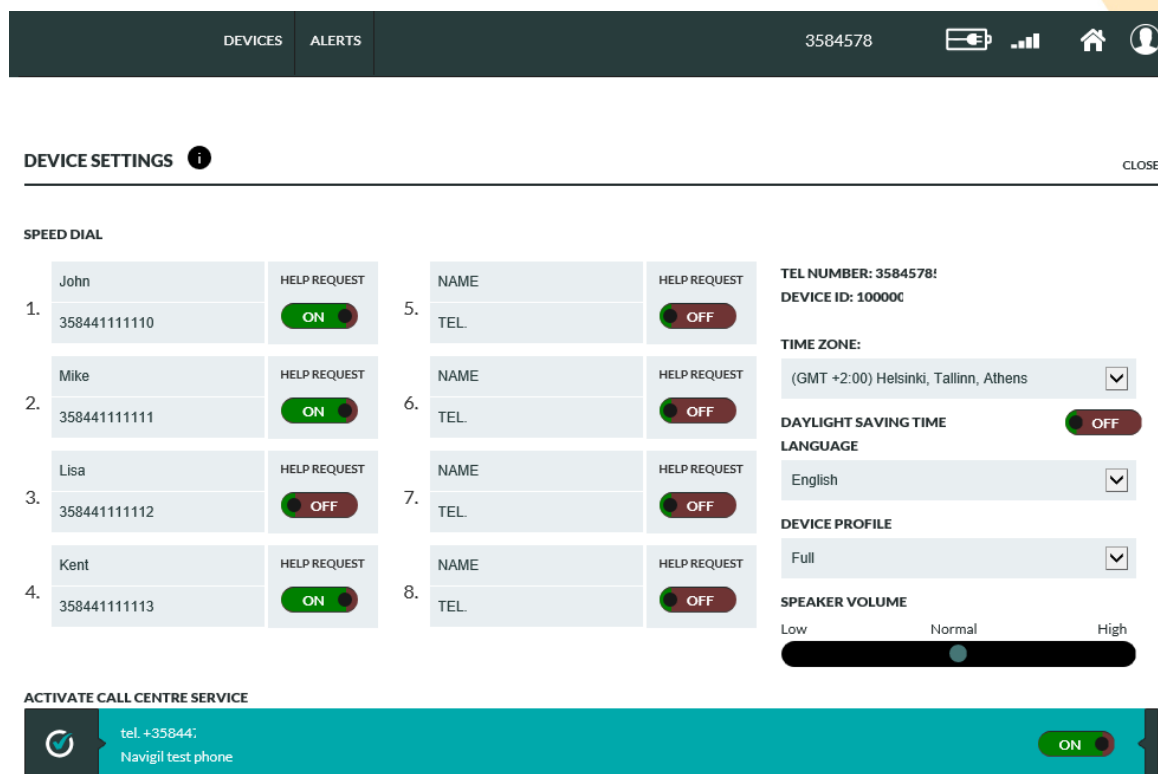 DEVICES ALERTS 3584578
DEVICE SETTINGS i
CLOSE
SPEED DIAL
1.
John
358441111110
HELP REQUEST
ON
2.
Mike
358441111111
HELP REQUEST
ON
3.
Lisa
358441111112
HELP REQUEST
OFF
4.
Kent
358441111113
HELP REQUEST
ON
5.
NAME
TEL.
HELP REQUEST
OFF
6.
NAME
TEL.
HELP REQUEST
OFF
7.
NAME
TEL.
HELP REQUEST
OFF
8.
NAME
TEL.
HELP REQUEST
OFF
TEL NUMBER: 3584578
DEVICE ID: 10000
TIME ZONE:
(GMT +2:00) Helsinki, Tallinn, Athens
DAYLIGHT SAVING TIME OFF
LANGUAGE
English
DEVICE PROFILE
Full
SPEAKER VOLUME
Low Normal High
ACTIVATE CALL CENTRE SERVICE
tel. +35844
Navigil test phone
ON